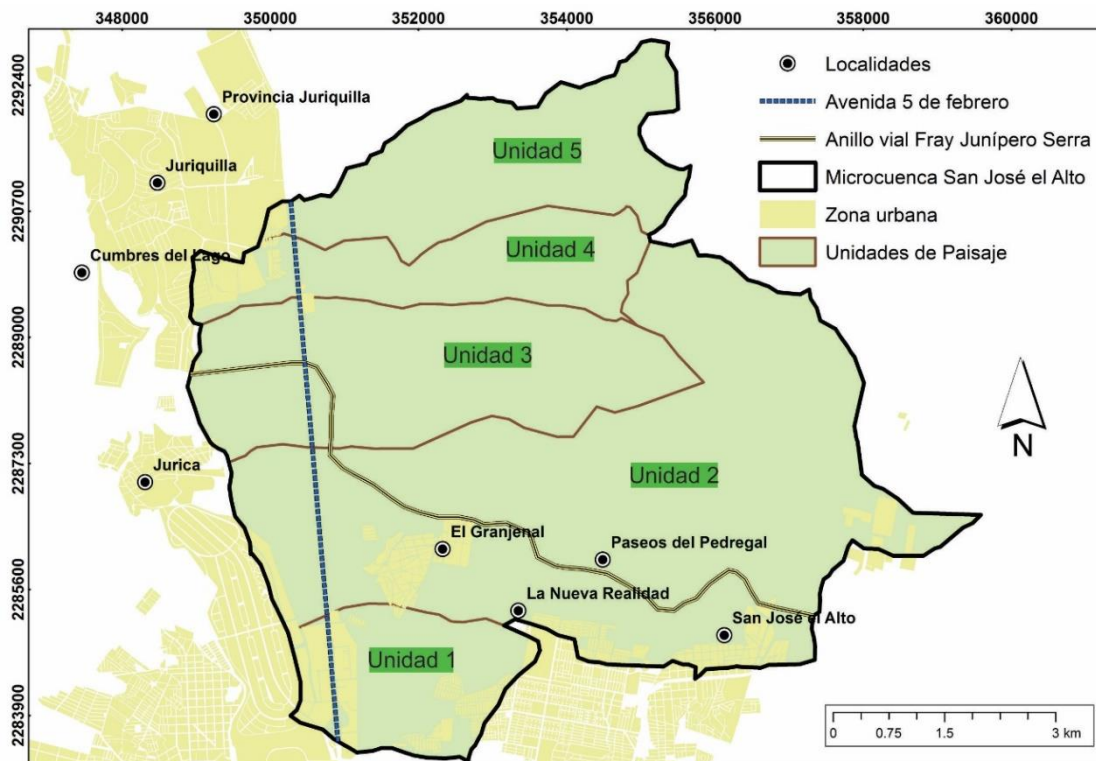 348000 350000 352000 354000 356000 358000 360000
2292400
2290700
2289000
2287300
2285600
2283900
Localidades
Avenida 5 de febrero
Anillo vial Fray Junípero Serra
Microcuenca San José el Alto
Zona urbana
Unidades de Paisaje
Provincia Juriquilla
Juriquilla
Cumbres del Lago
Jurica
Unidad 5
Unidad 4
Unidad 3
Unidad 2
El Granjenal
Paseos del Pedregal
La Nueva Realidad
San José el Alto
Unidad 1
N
0 0.75 1.5 3 km